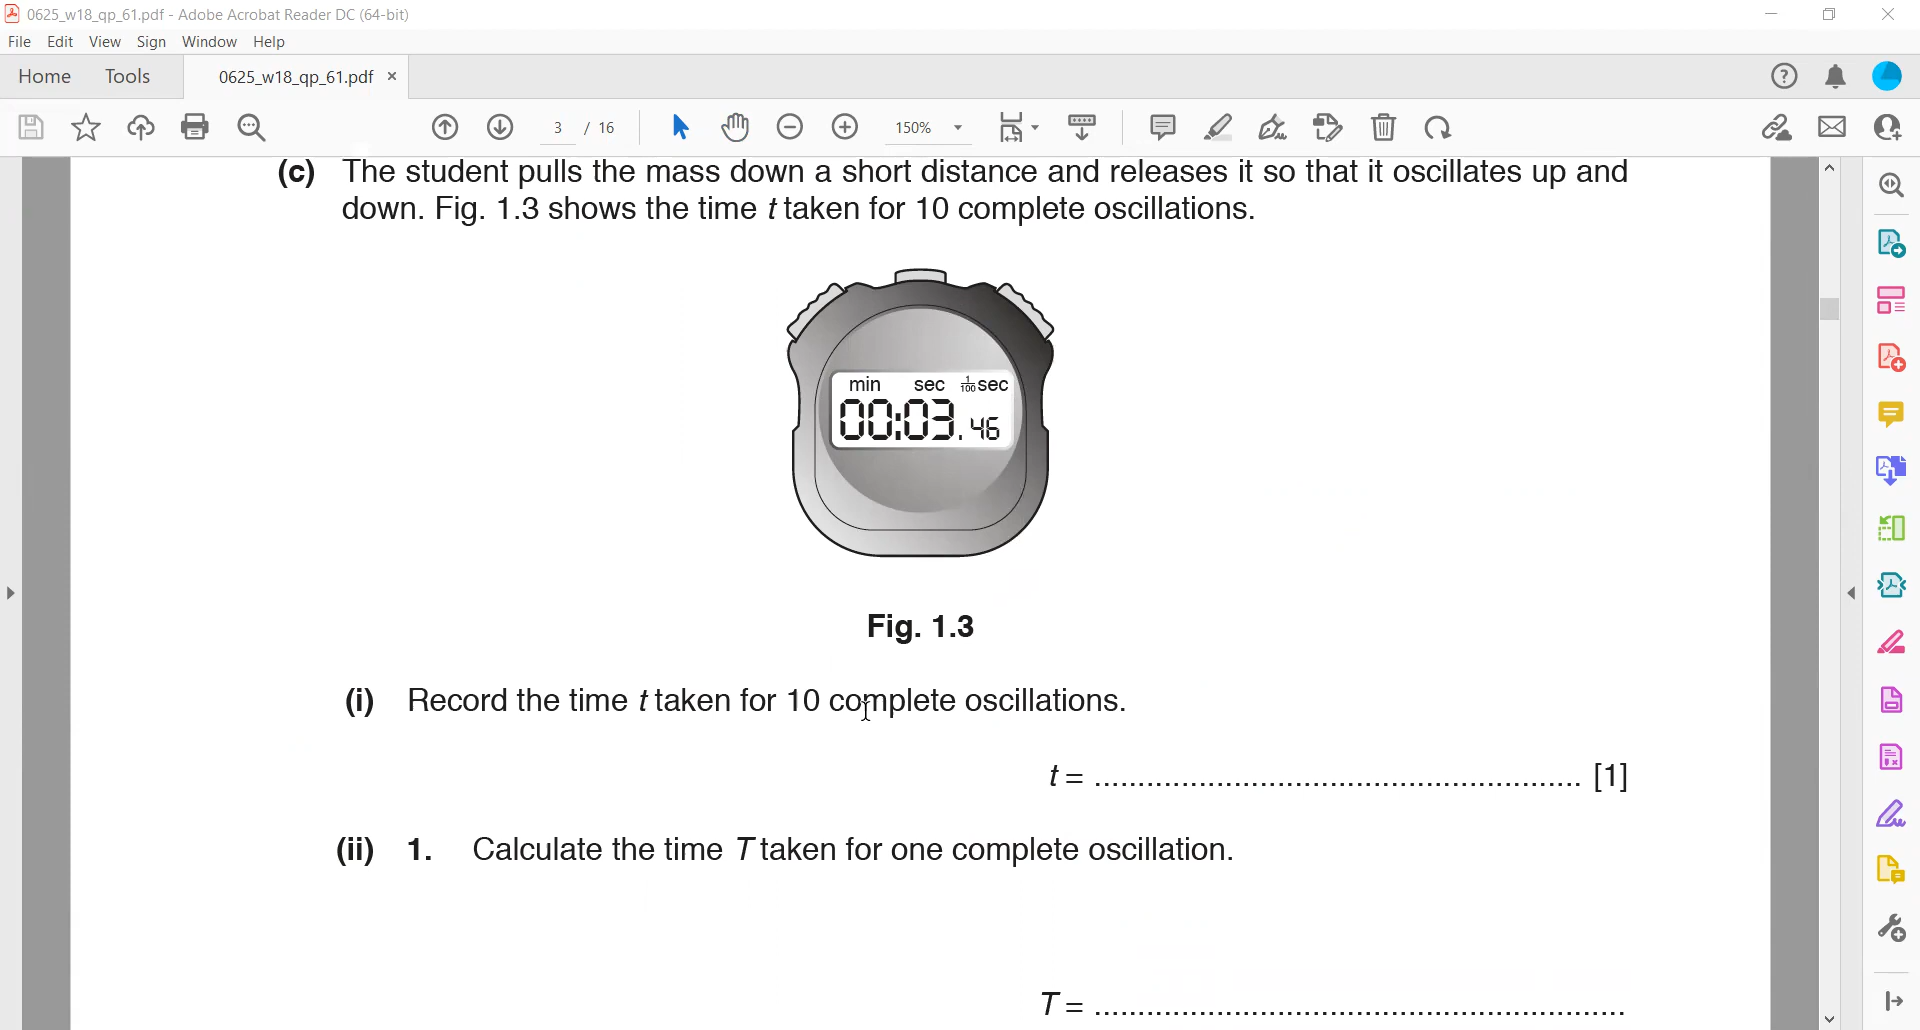 0625_w18_qp_61.pdf - Adobe Acrobat Reader DC (64-bit)
File Edit View Sign Window Help
Home Tools 0625_w18_qp_61.pdf ×
3 / 16 150%
(c) The student pulls the mass down a short distance and releases it so that it oscillates up and
down. Fig. 1.3 shows the time t taken for 10 complete oscillations.
min sec 1/100 sec
00:03.46
Fig. 1.3
(i) Record the time t taken for 10 complete oscillations.
t = ........................................................ [1]
(ii) 1. Calculate the time T taken for one complete oscillation.
T = .............................................................